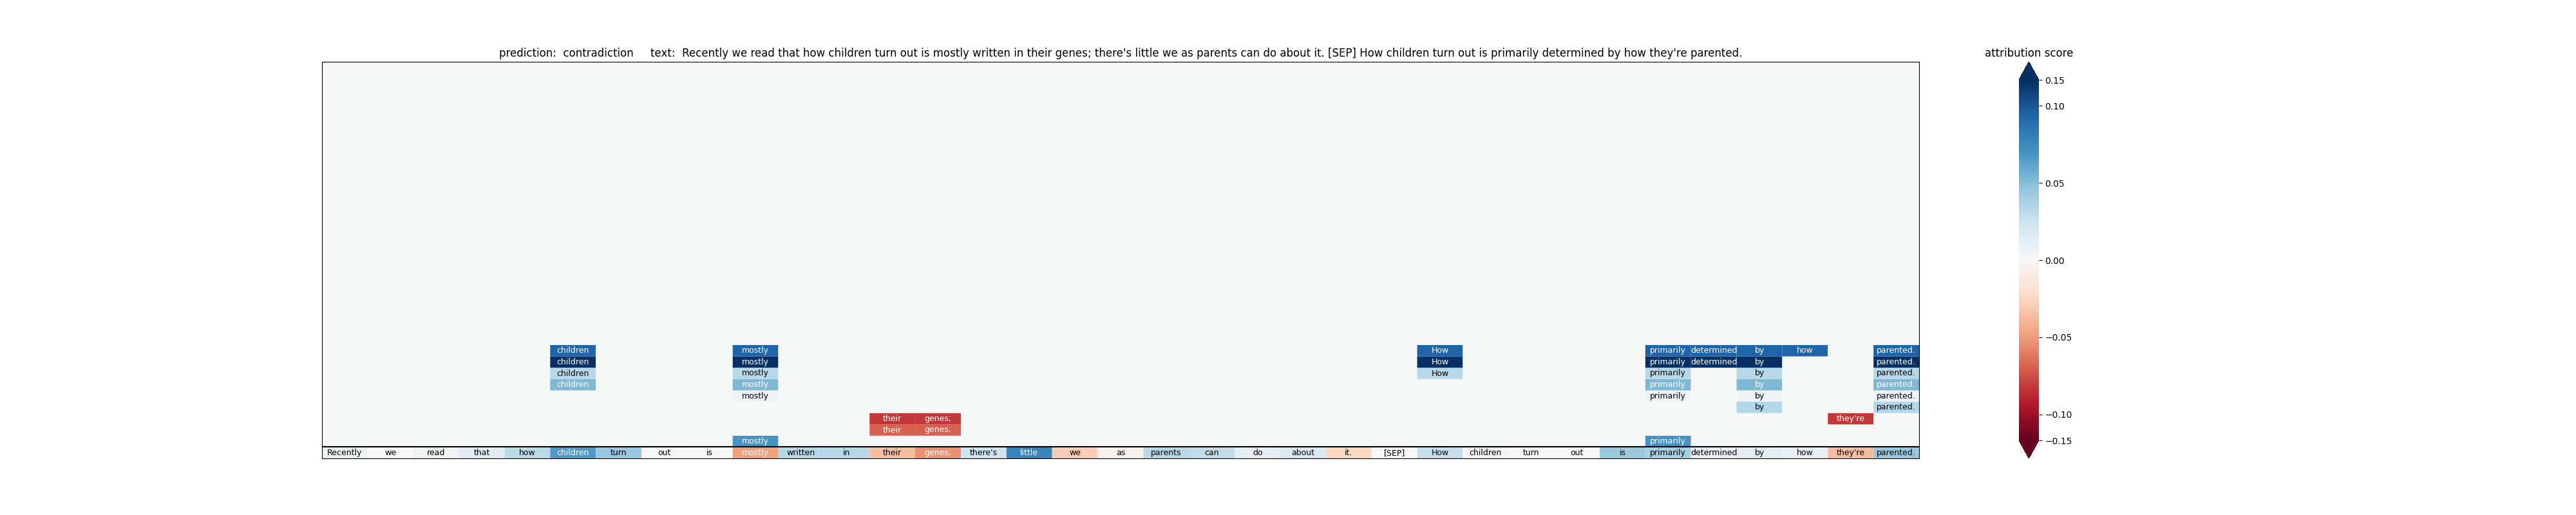 prediction:  contradiction     text:  Recently we read that how children turn out is mostly written in their genes; there's little we as parents can do about it. [SEP] How children turn out is primarily determined by how they're parented.
attribution score
0.15
0.10
0.05
0.00
−0.05
−0.10
−0.15
children mostly How primarily determined by how parented.
children mostly How primarily determined by parented.
children mostly How primarily by parented.
children mostly primarily by parented.
mostly primarily parented.
by parented.
their genes; they're
their genes;
mostly primarily
Recently we read that how children turn out is mostly written in their genes; there's little we as parents can do about it. [SEP] How children turn out is primarily determined by how they're parented.